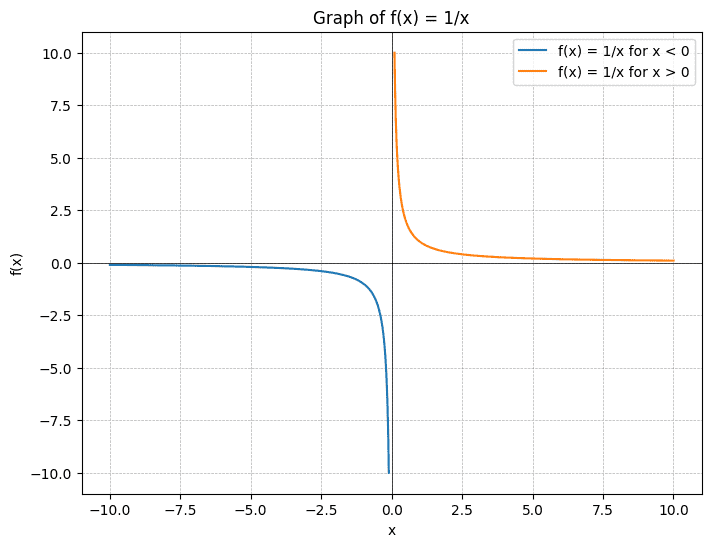 Graph of f(x) = 1/x
f(x) = 1/x for x < 0
f(x) = 1/x for x > 0
10.0
7.5
5.0
2.5
0.0
−2.5
−5.0
−7.5
−10.0
f(x)
−10.0 −7.5 −5.0 −2.5 0.0 2.5 5.0 7.5 10.0
x